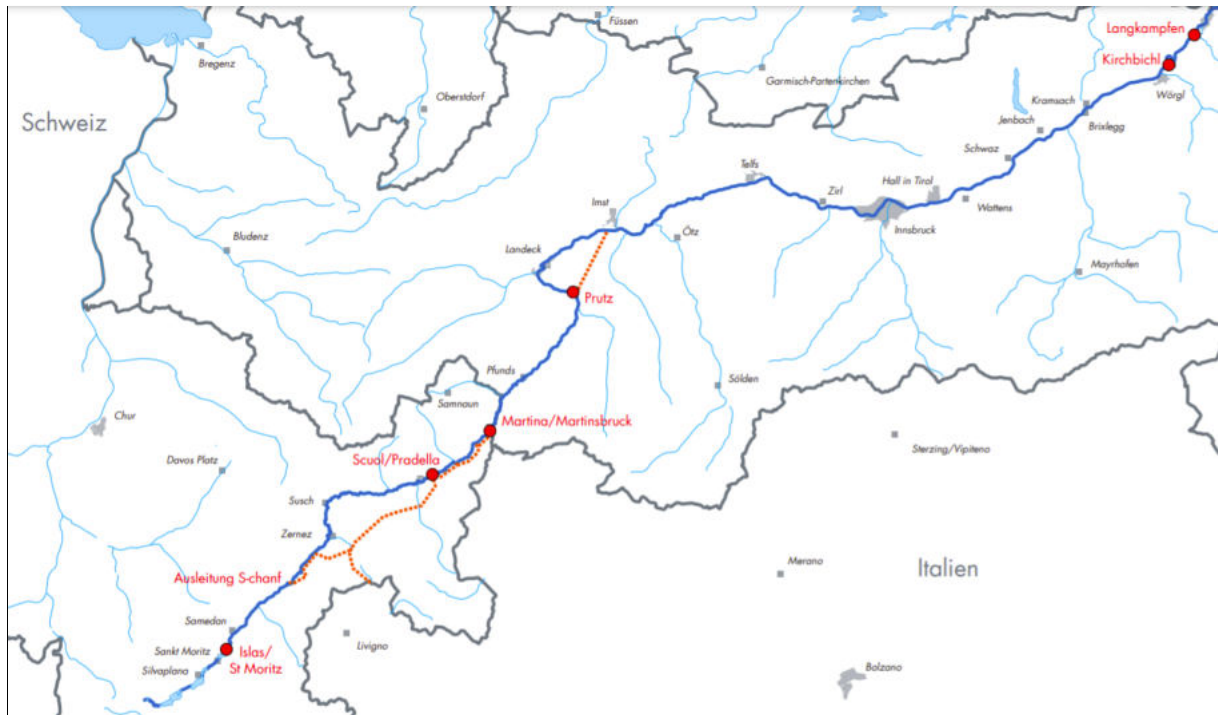 Füssen
Langkampfen
Bregenz
Kirchbichl
Garmisch-Partenkirchen
Oberstdorf
Wörgl
Kramsach
Schweiz
Jenbach
Brixlegg
Schwaz
Telfs
Hall in Tirol
Zirl
Imst
Wattens
Innsbruck
Ötz
Bludenz
Landeck
Mayrhofen
Prutz
Pfunds
Sölden
Samnaun
Chur
Martina/Martinsbruck
Sterzing/Vipiteno
Scuol/Pradella
Davos Platz
Susch
Zernez
Merano
Italien
Ausleitung S-chanf
Samedan
Livigno
Sankt Moritz
Islas/
St Moritz
Silvaplana
Bolzano